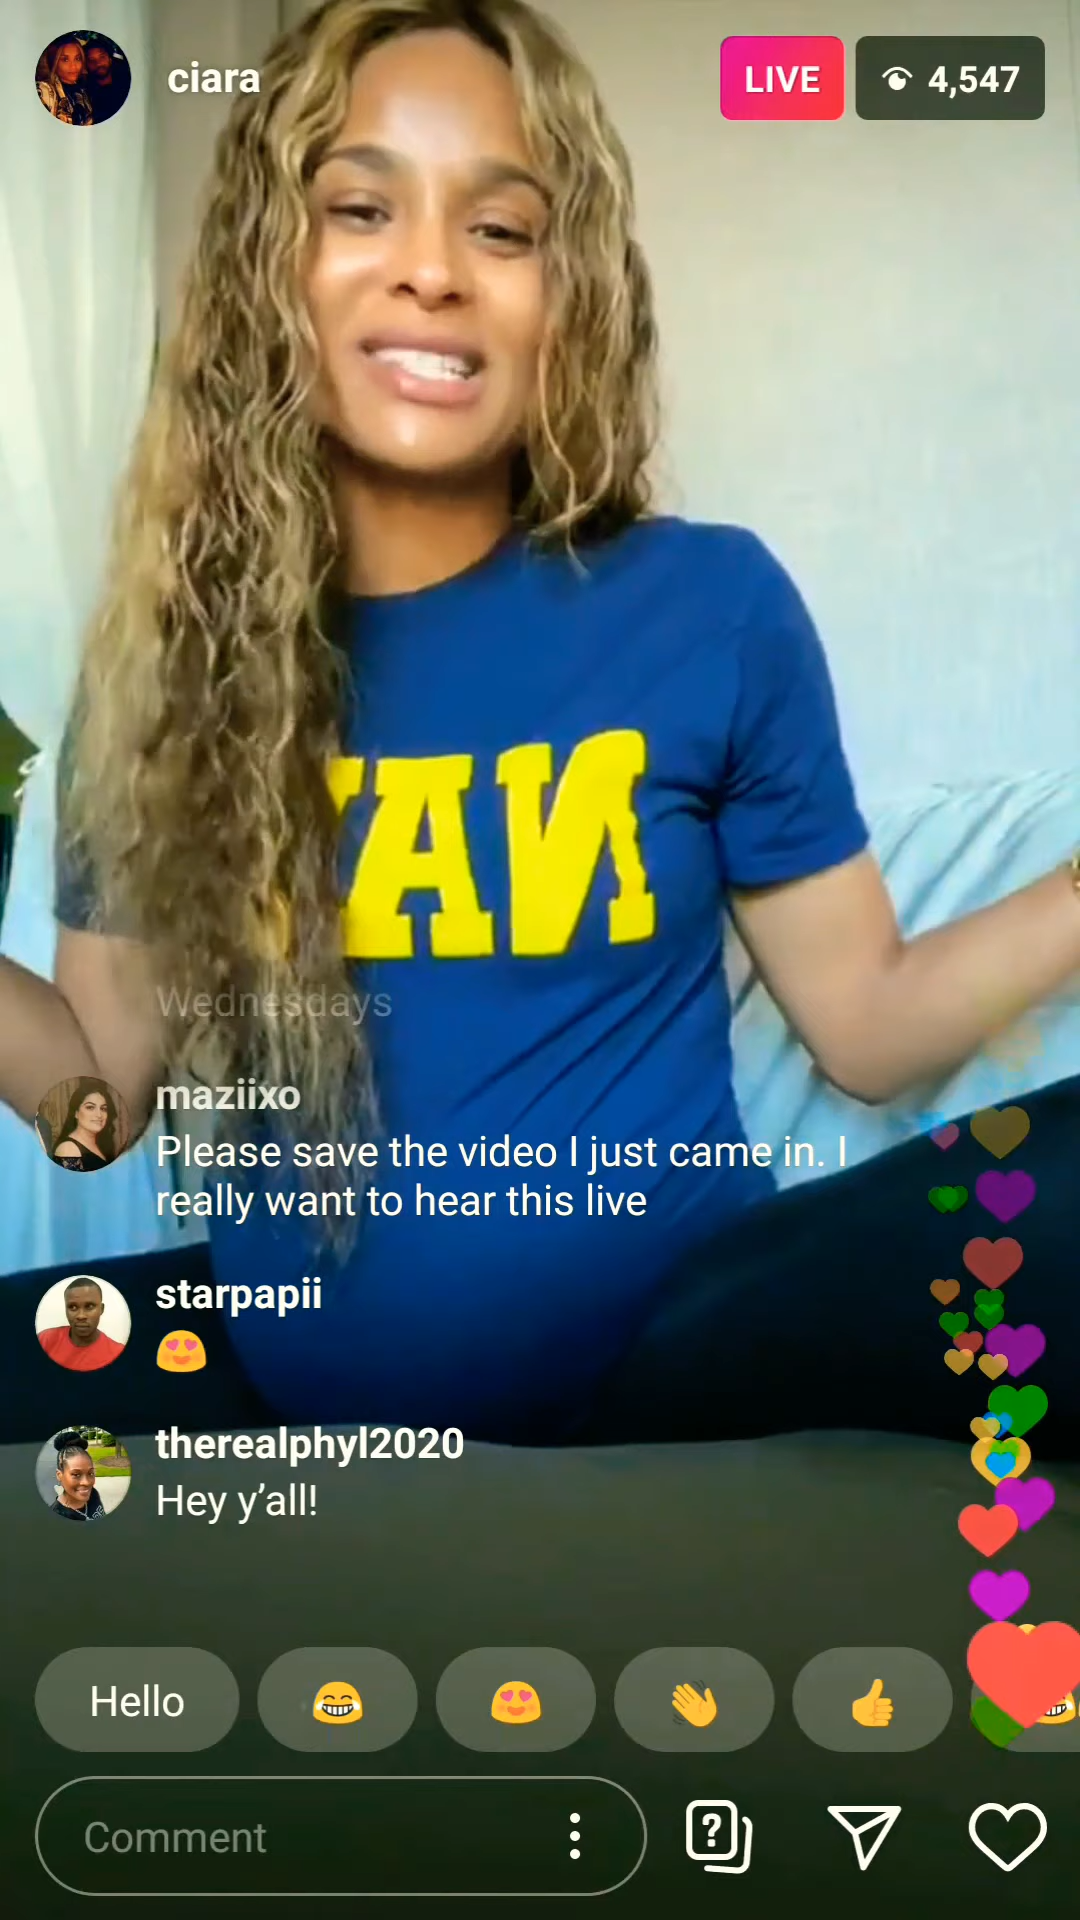 ciara
LIVE
4,547
NAV
Wednesdays
maziixo
Please save the video I just came in. I
really want to hear this live
starpapii
😍
therealphyl2020
Hey y’all!
Hello
Comment